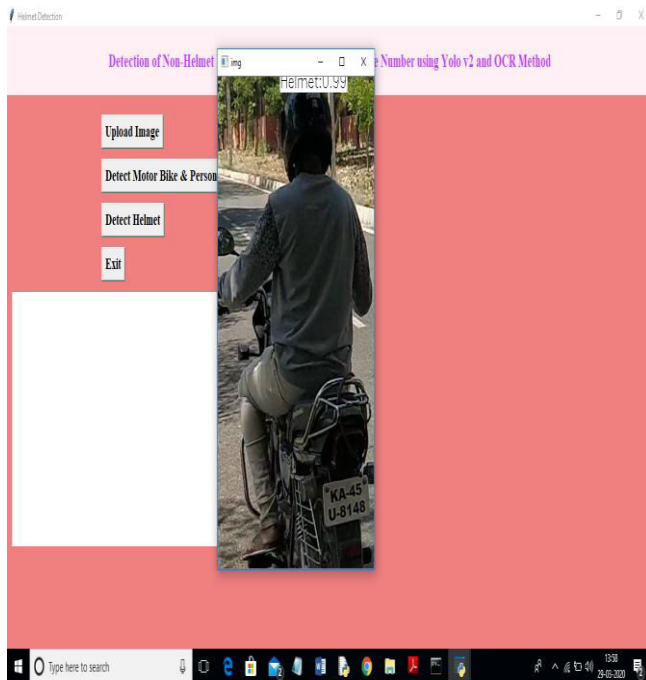 Helmet Detection
Detection of Non-Helmet
e Number using Yolo v2 and OCR Method
img
Helmet:0.99
Upload Image
Detect Motor Bike & Person
Detect Helmet
Exit
KA-45
U-8148
Type here to search
13:58
29-03-2020